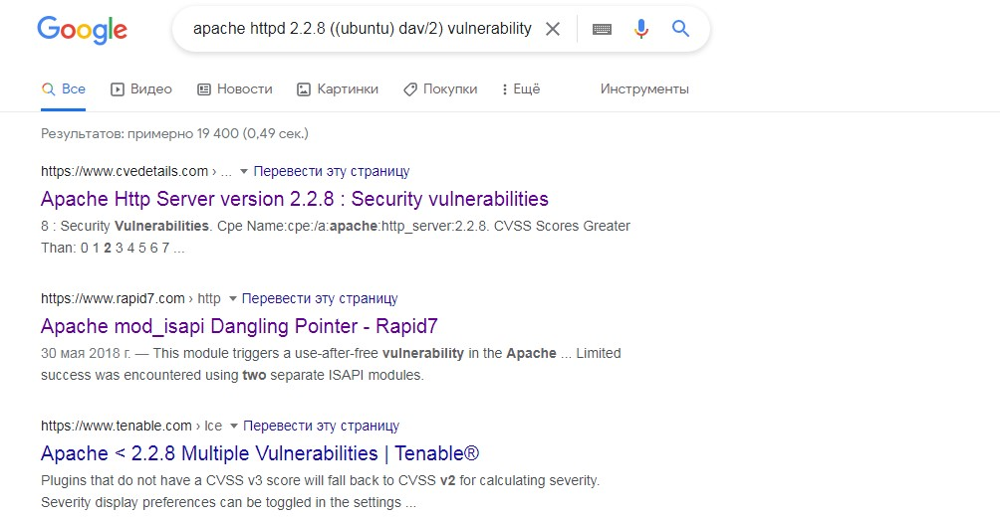 Google
apache httpd 2.2.8 ((ubuntu) dav/2) vulnerability
Все Видео Новости Картинки Покупки Ещё Инструменты
Результатов: примерно 19 400 (0,49 сек.)
https://www.cvedetails.com › ... Перевести эту страницу
Apache Http Server version 2.2.8 : Security vulnerabilities
8 : Security Vulnerabilities. Cpe Name:cpe:/a:apache:http_server:2.2.8. CVSS Scores Greater
Than: 0 1 2 3 4 5 6 7 ...
https://www.rapid7.com › http Перевести эту страницу
Apache mod_isapi Dangling Pointer - Rapid7
30 мая 2018 г. — This module triggers a use-after-free vulnerability in the Apache ... Limited
success was encountered using two separate ISAPI modules.
https://www.tenable.com › lce Перевести эту страницу
Apache < 2.2.8 Multiple Vulnerabilities | Tenable®
Plugins that do not have a CVSS v3 score will fall back to CVSS v2 for calculating severity.
Severity display preferences can be toggled in the settings ...